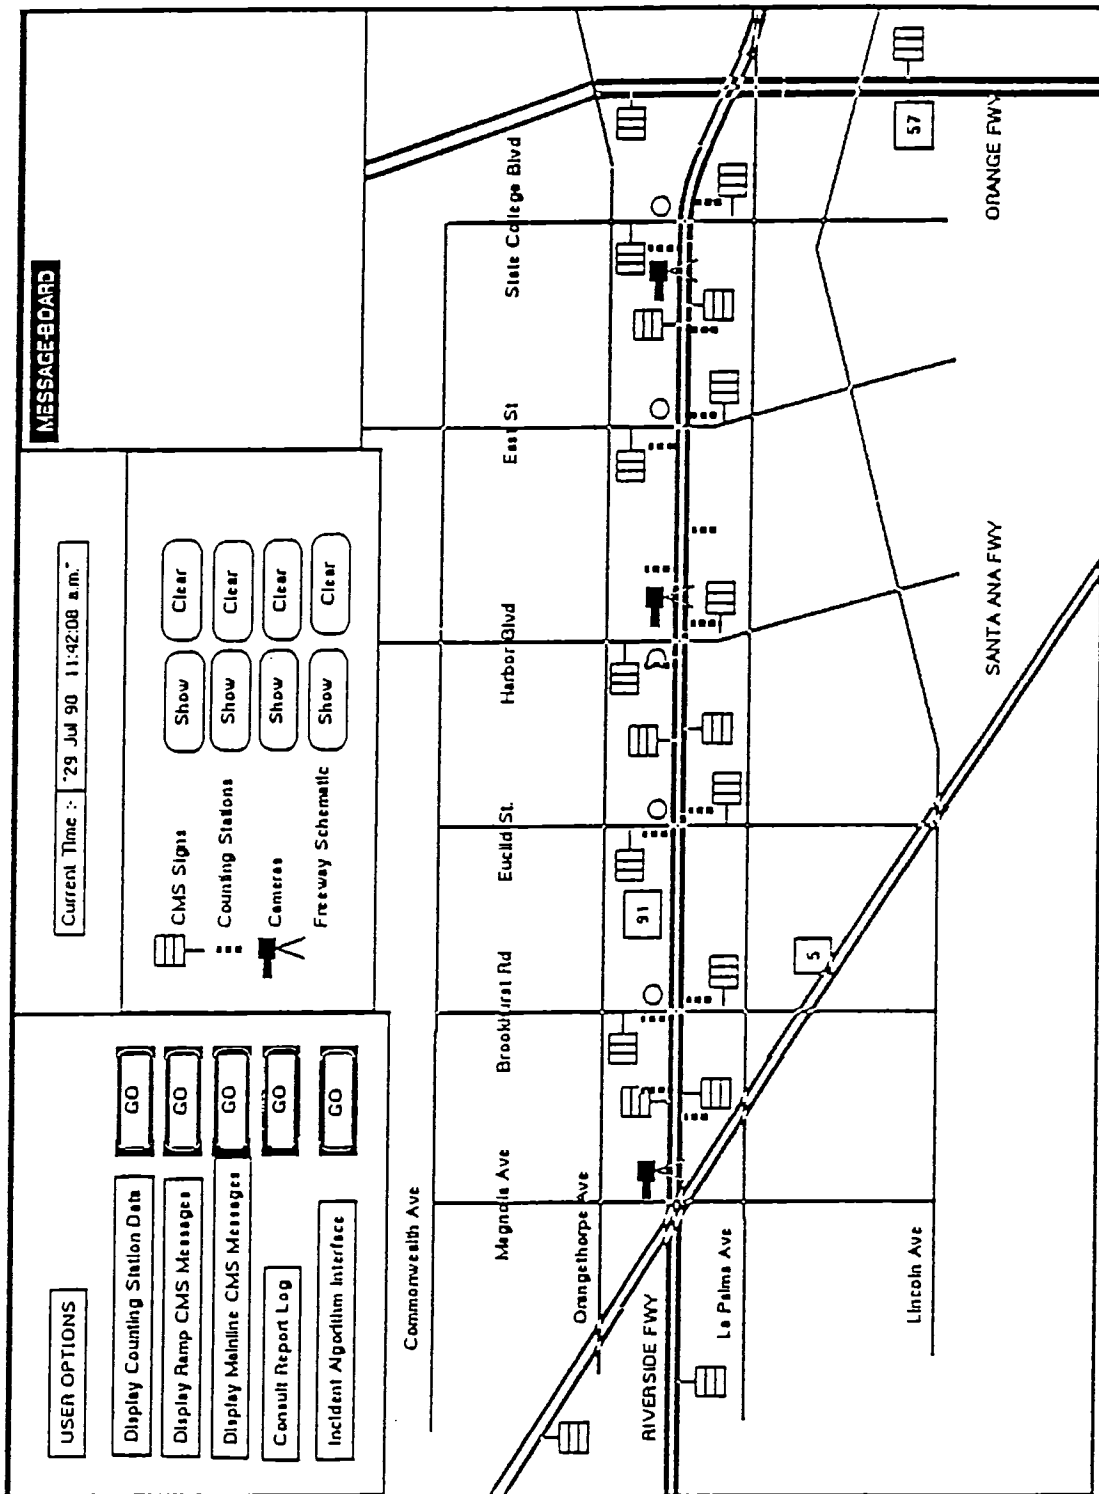 USER OPTIONS
Display Counting Station Data
GO
Display Ramp CMS Messages
GO
Display Mainline CMS Messages
GO
Consult Report Log
GO
Incident Algorithm Interface
GO
Current Time :-
"29 Jul 90 11:42:08 a.m."
CMS Signs
Show
Clear
Counting Stations
Show
Clear
Cameras
Show
Clear
Freeway Schematic
Show
Clear
MESSAGE-BOARD
Commonwealth Ave
Magnolia Ave
Brookhurst Rd
Euclid St.
Harbor Blvd
East St
State College Blvd
Orangethorpe Ave
91
RIVERSIDE FWY
La Palma Ave
5
57
Lincoln Ave
SANTA ANA FWY
ORANGE FWY